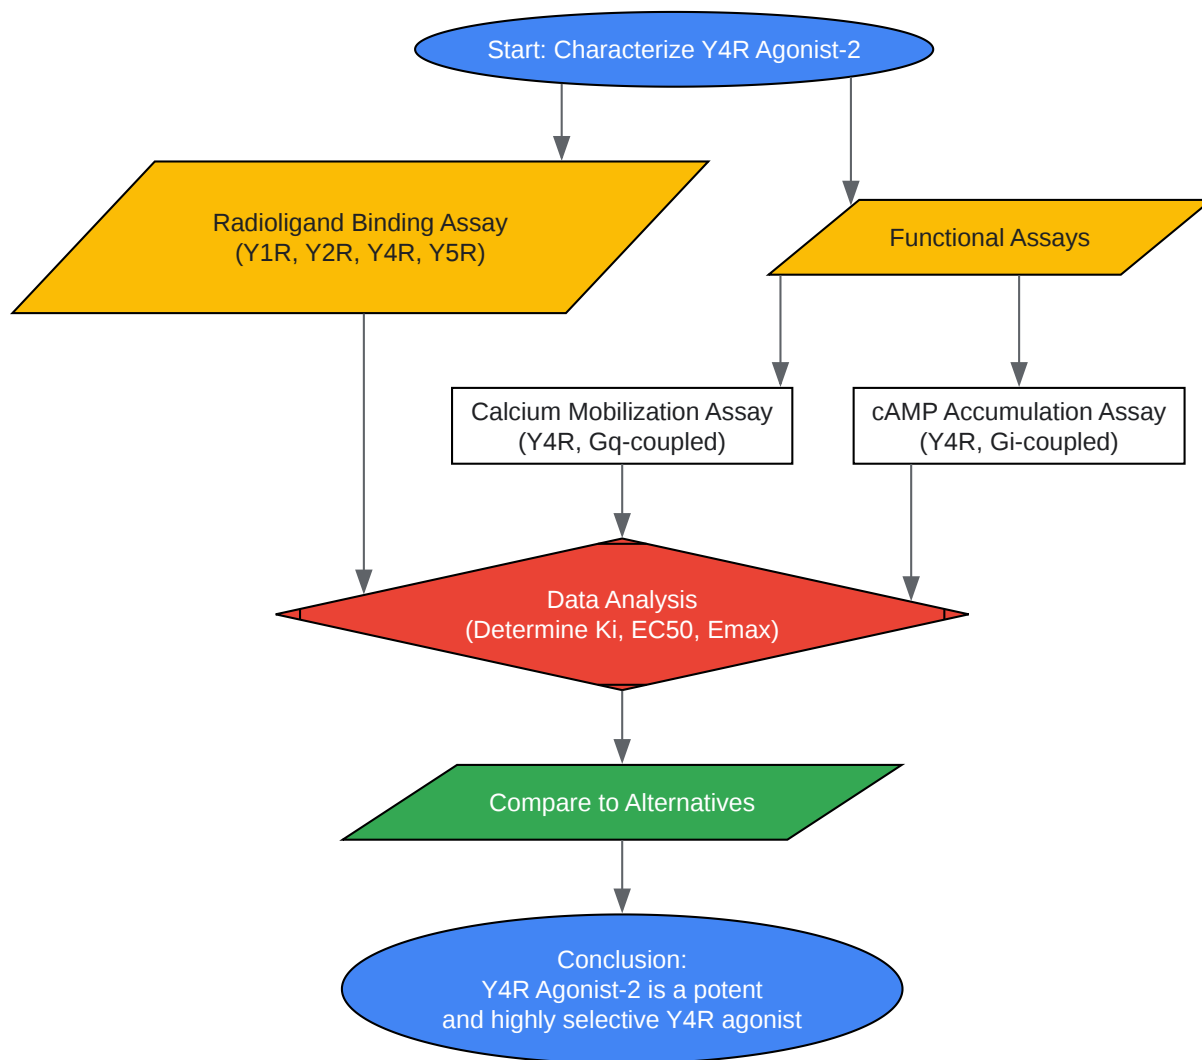 Start: Characterize Y4R Agonist-2
Radioligand Binding Assay
(Y1R, Y2R, Y4R, Y5R)
Functional Assays
Calcium Mobilization Assay
(Y4R, Gq-coupled)
cAMP Accumulation Assay
(Y4R, Gi-coupled)
Data Analysis
(Determine Ki, EC50, Emax)
Compare to Alternatives
Conclusion:
Y4R Agonist-2 is a potent
and highly selective Y4R agonist